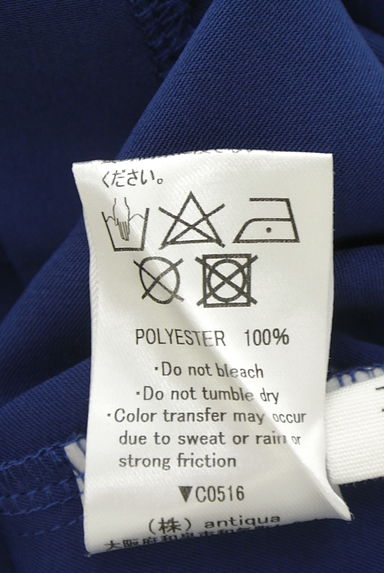 ください。
POLYESTER 100%
・Do not bleach
・Do not tumble dry
・Color transfer may occur
due to sweat or rain or
strong friction
▼C0516
(株) antiqua